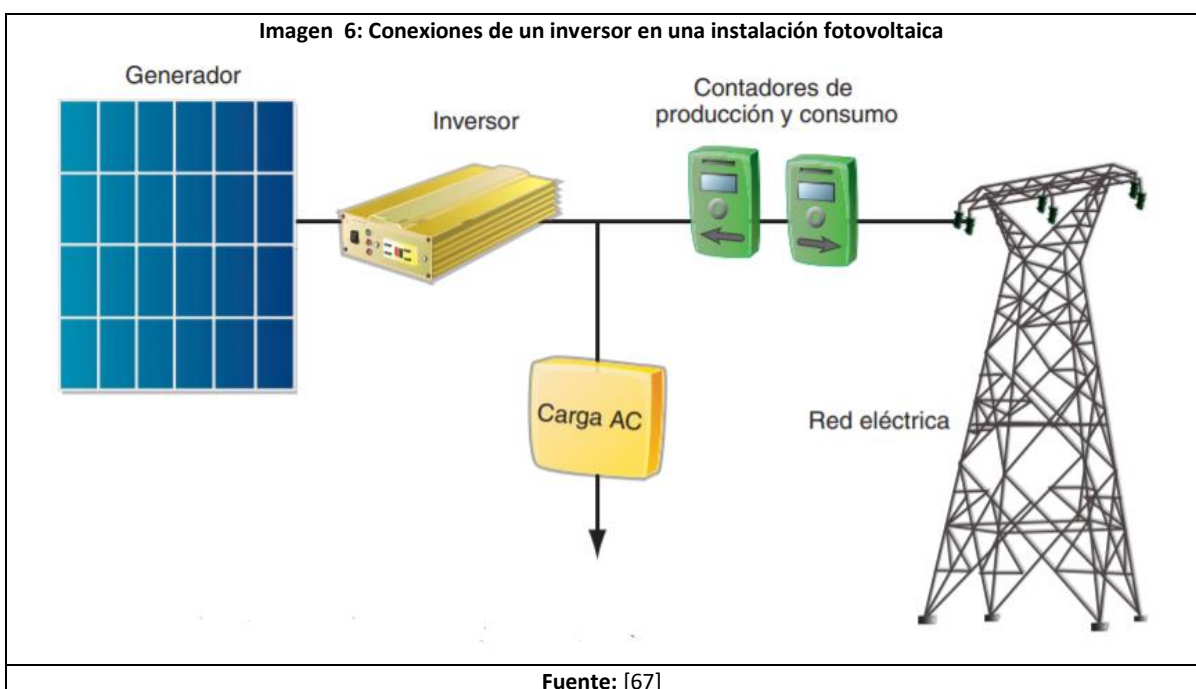 Imagen 6: Conexiones de un inversor en una instalación fotovoltaica
Generador
Inversor
Contadores de
producción y consumo
Carga AC
Red eléctrica
Fuente: [67]